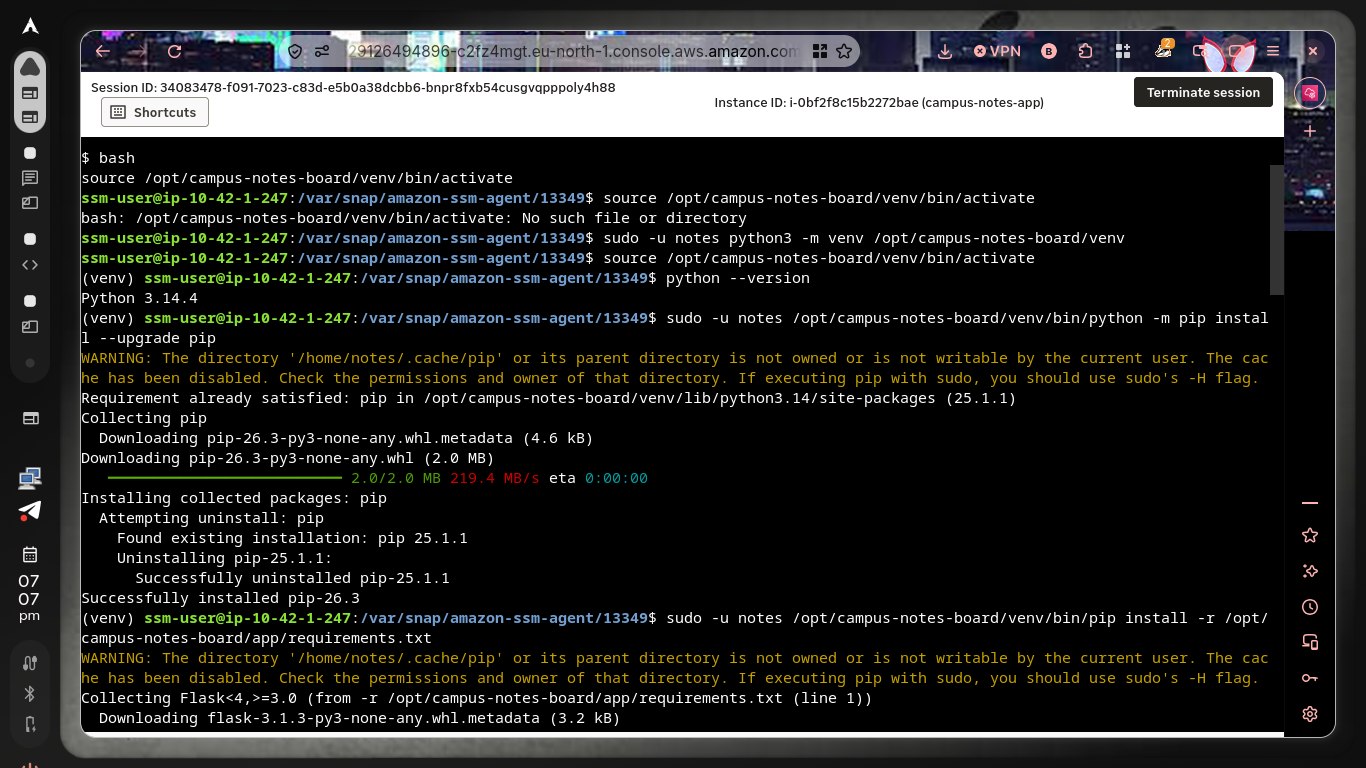 29126494896-c2fz4mgt.eu-north-1.console.aws.amazon.com
VPN
B
2
Session ID: 34083478-f091-7023-c83d-e5b0a38dcbb6-bnpr8fxb54cusgvqpppoly4h88
Shortcuts
Instance ID: i-0bf2f8c15b2272bae (campus-notes-app)
Terminate session
$ bash
source /opt/campus-notes-board/venv/bin/activate
ssm-user@ip-10-42-1-247:/var/snap/amazon-ssm-agent/13349$ source /opt/campus-notes-board/venv/bin/activate
bash: /opt/campus-notes-board/venv/bin/activate: No such file or directory
ssm-user@ip-10-42-1-247:/var/snap/amazon-ssm-agent/13349$ sudo -u notes python3 -m venv /opt/campus-notes-board/venv
ssm-user@ip-10-42-1-247:/var/snap/amazon-ssm-agent/13349$ source /opt/campus-notes-board/venv/bin/activate
(venv) ssm-user@ip-10-42-1-247:/var/snap/amazon-ssm-agent/13349$ python --version
Python 3.14.4
(venv) ssm-user@ip-10-42-1-247:/var/snap/amazon-ssm-agent/13349$ sudo -u notes /opt/campus-notes-board/venv/bin/python -m pip instal
l --upgrade pip
WARNING: The directory '/home/notes/.cache/pip' or its parent directory is not owned or is not writable by the current user. The cac
he has been disabled. Check the permissions and owner of that directory. If executing pip with sudo, you should use sudo's -H flag.
Requirement already satisfied: pip in /opt/campus-notes-board/venv/lib/python3.14/site-packages (25.1.1)
Collecting pip
  Downloading pip-26.3-py3-none-any.whl.metadata (4.6 kB)
Downloading pip-26.3-py3-none-any.whl (2.0 MB)
2.0/2.0 MB 219.4 MB/s eta 0:00:00
Installing collected packages: pip
  Attempting uninstall: pip
    Found existing installation: pip 25.1.1
    Uninstalling pip-25.1.1:
      Successfully uninstalled pip-25.1.1
Successfully installed pip-26.3
(venv) ssm-user@ip-10-42-1-247:/var/snap/amazon-ssm-agent/13349$ sudo -u notes /opt/campus-notes-board/venv/bin/pip install -r /opt/
campus-notes-board/app/requirements.txt
WARNING: The directory '/home/notes/.cache/pip' or its parent directory is not owned or is not writable by the current user. The cac
he has been disabled. Check the permissions and owner of that directory. If executing pip with sudo, you should use sudo's -H flag.
Collecting Flask<4,>=3.0 (from -r /opt/campus-notes-board/app/requirements.txt (line 1))
  Downloading flask-3.1.3-py3-none-any.whl.metadata (3.2 kB)
07
07
pm